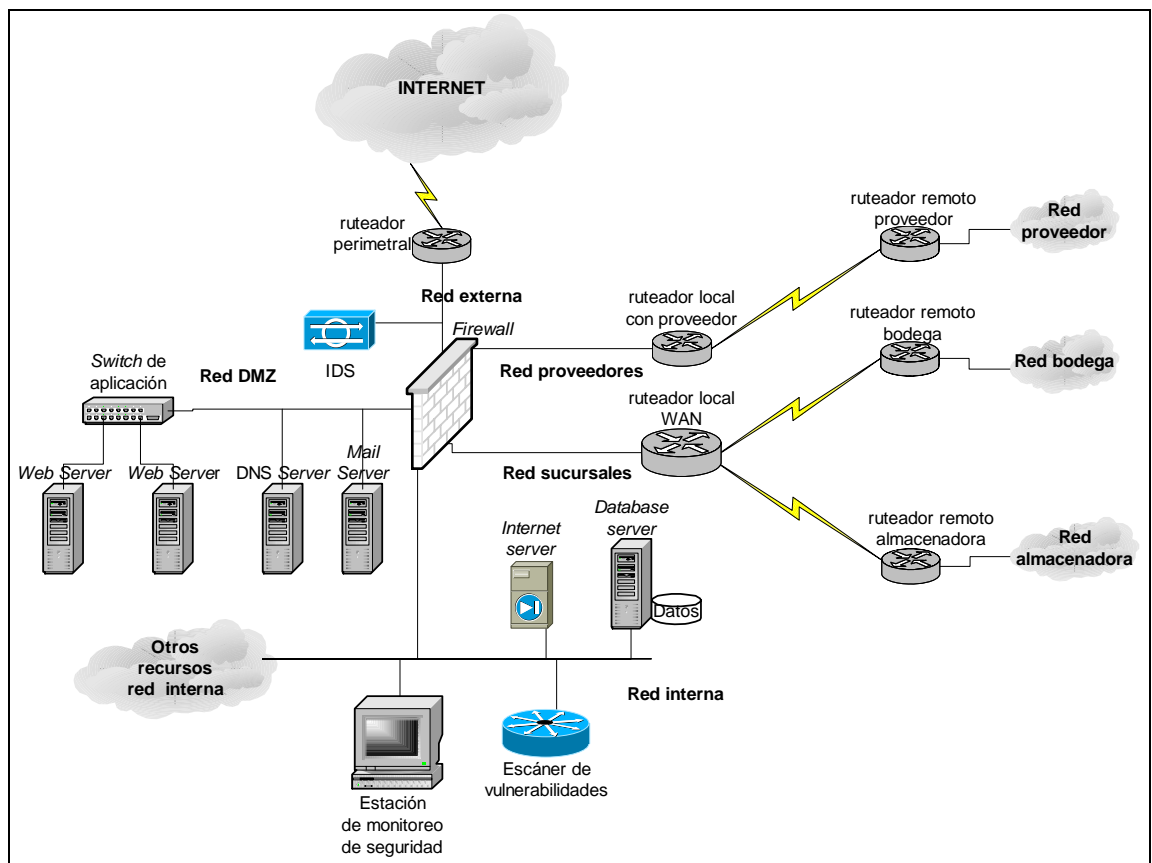 INTERNET
ruteador
perimetral
ruteador remoto
proveedor
Red
proveedor
Red externa
Firewall
ruteador local
con proveedor
ruteador remoto
bodega
Red bodega
IDS
Switch de
aplicación
Red DMZ
Red proveedores
ruteador local
WAN
Web Server
Web Server
DNS Server
Mail
Server
Red sucursales
Internet
server
Database
server
Datos
ruteador remoto
almacenadora
Red
almacenadora
Otros
recursos
red interna
Red interna
Estación
de monitoreo
de seguridad
Escáner de
vulnerabilidades